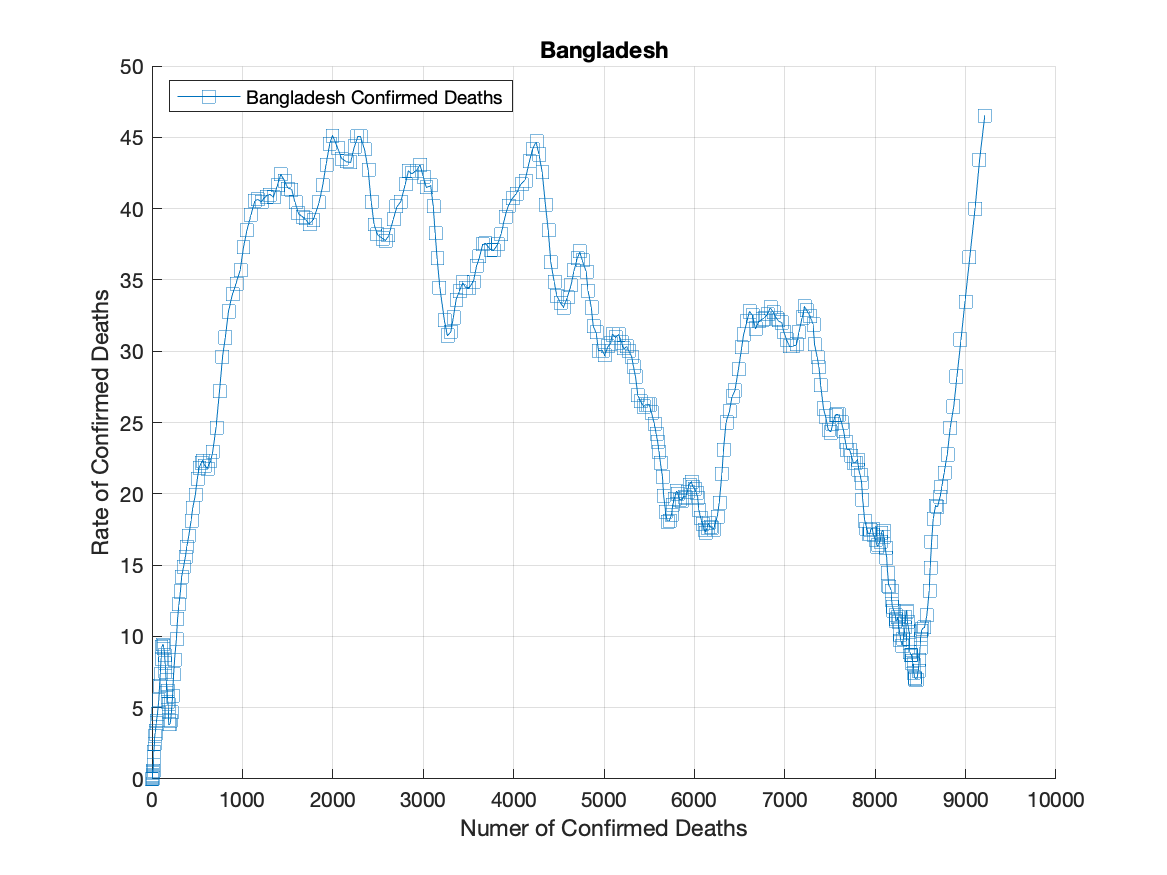 Bangladesh
Bangladesh Confirmed Deaths
Rate of Confirmed Deaths
50
45
40
35
30
25
20
15
10
5
0
0 1000 2000 3000 4000 5000 6000 7000 8000 9000 10000
Numer of Confirmed Deaths